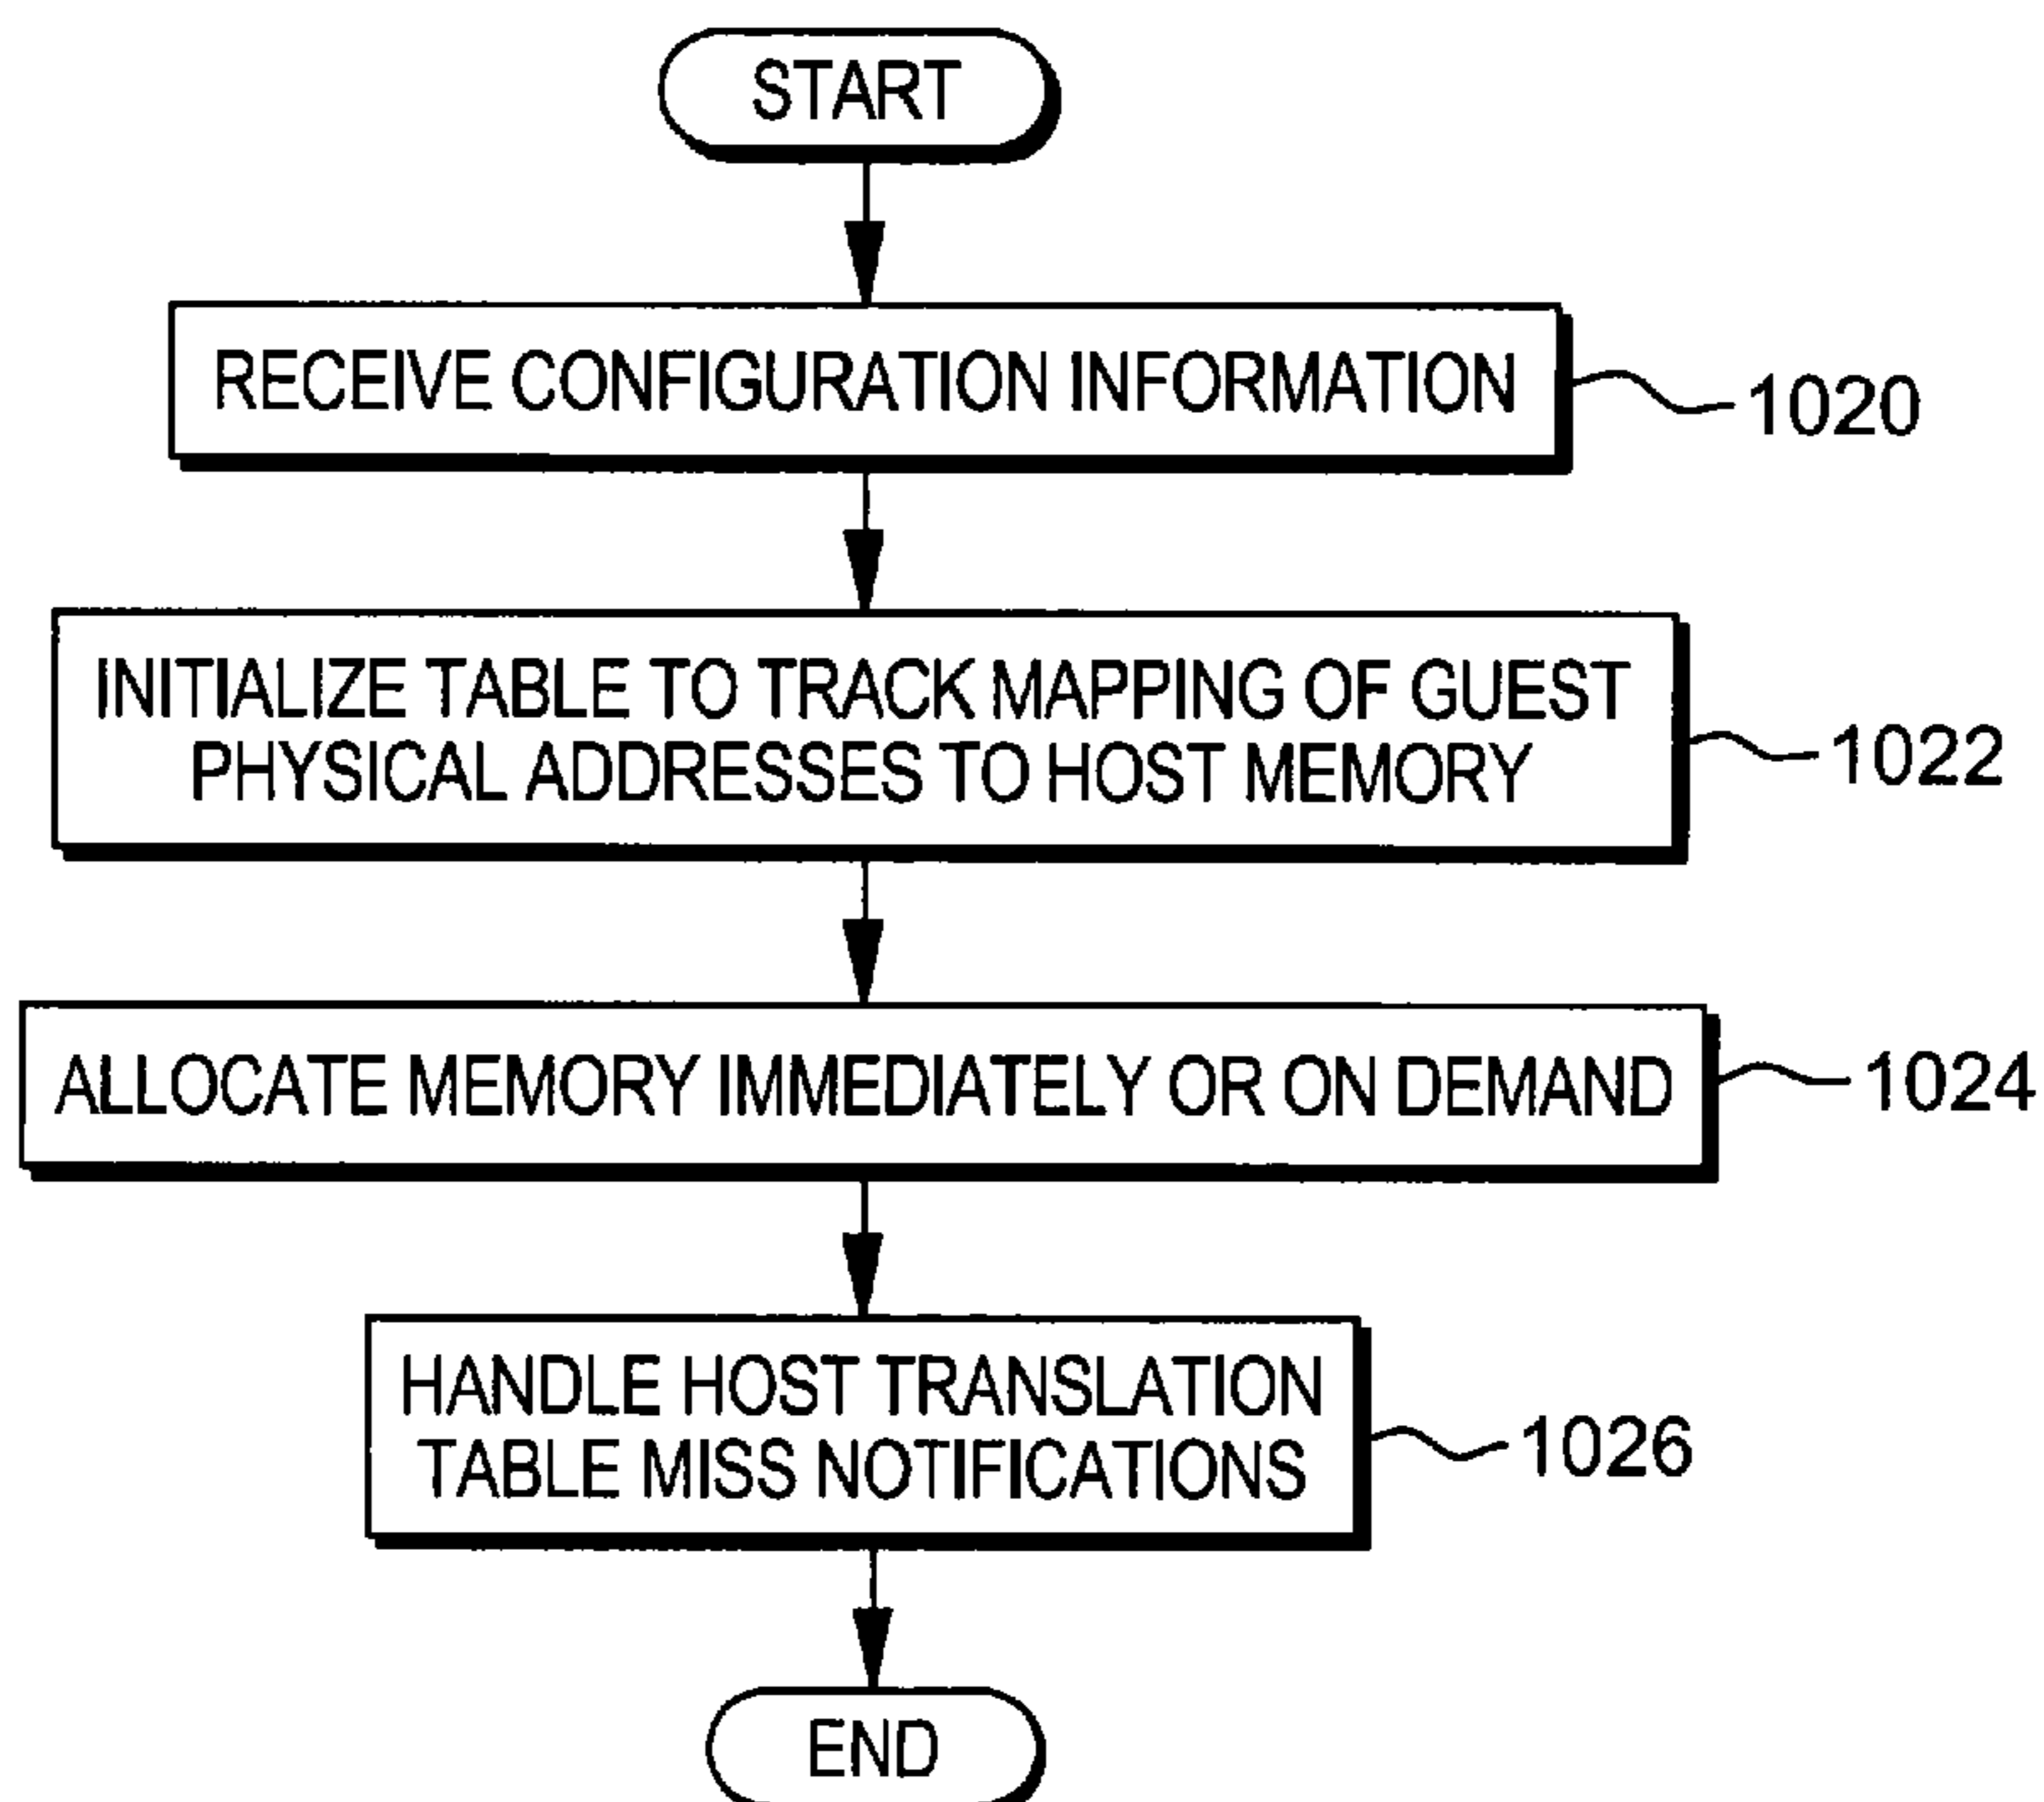 START
RECEIVE CONFIGURATION INFORMATION
1020
INITIALIZE TABLE TO TRACK MAPPING OF GUEST
PHYSICAL ADDRESSES TO HOST MEMORY
1022
ALLOCATE MEMORY IMMEDIATELY OR ON DEMAND
1024
HANDLE HOST TRANSLATION
TABLE MISS NOTIFICATIONS
1026
END